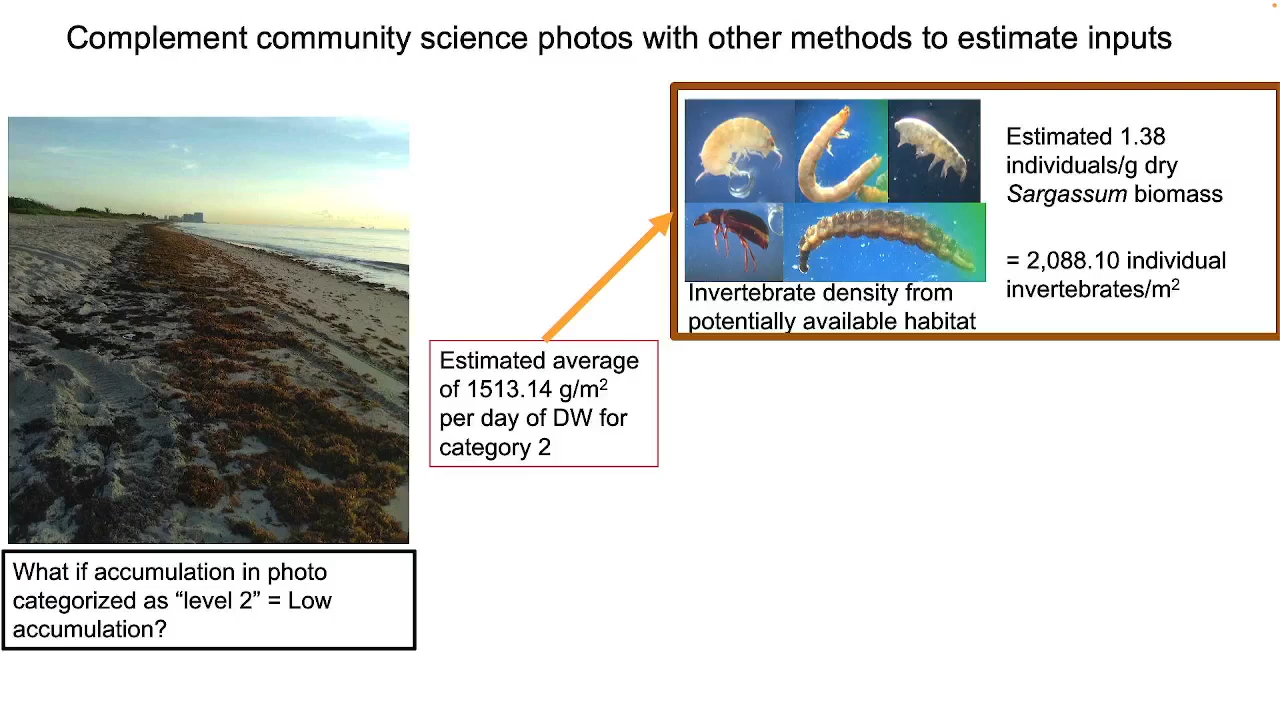 Complement community science photos with other methods to estimate inputs
Estimated 1.38
individuals/g dry
Sargassum biomass
= 2,088.10 individual
invertebrates/m²
Invertebrate density from
potentially available habitat
Estimated average
of 1513.14 g/m²
per day of DW for
category 2
What if accumulation in photo
categorized as “level 2” = Low
accumulation?